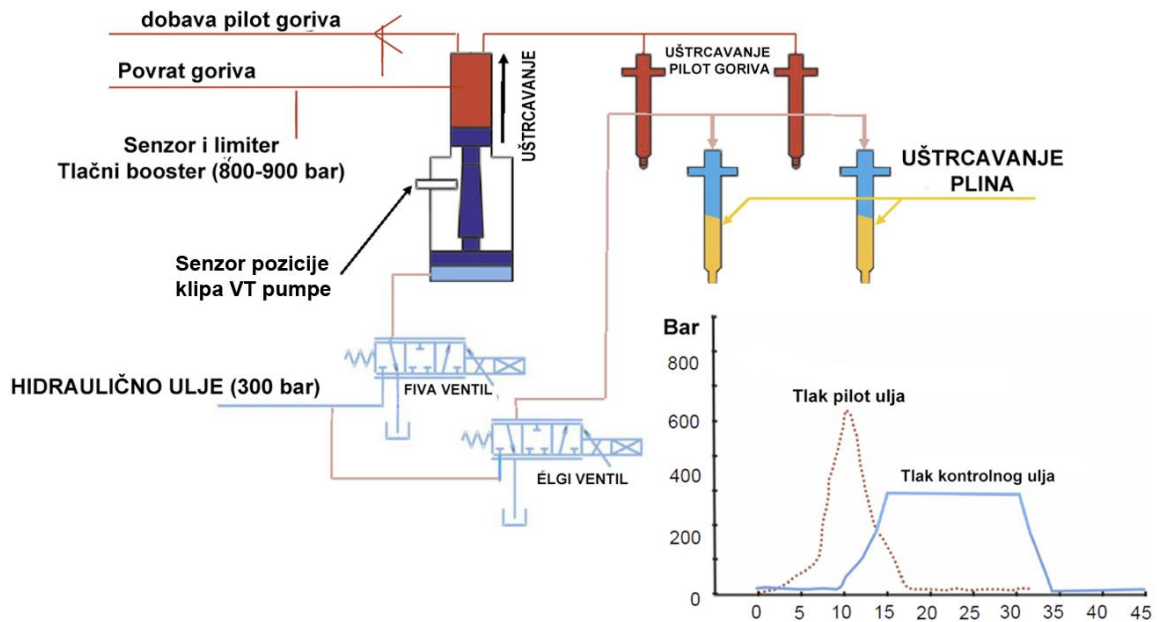 dobava pilot goriva
Povrat goriva
Senzor i limiter
Tlačni booster (800-900 bar)
UŠTRCAVANJE
UŠTRCAVANJE
PILOT GORIVA
UŠTRCAVANJE
PLINA
Senzor pozicije
klipa VT pumpe
HIDRAULIČNO ULJE (300 bar)
FIVA VENTIL
ÉLGI VENTIL
Bar
800
600
400
200
0
Tlak pilot ulja
Tlak kontrolnog ulja
0 5 10 15 20 25 30 35 40 45